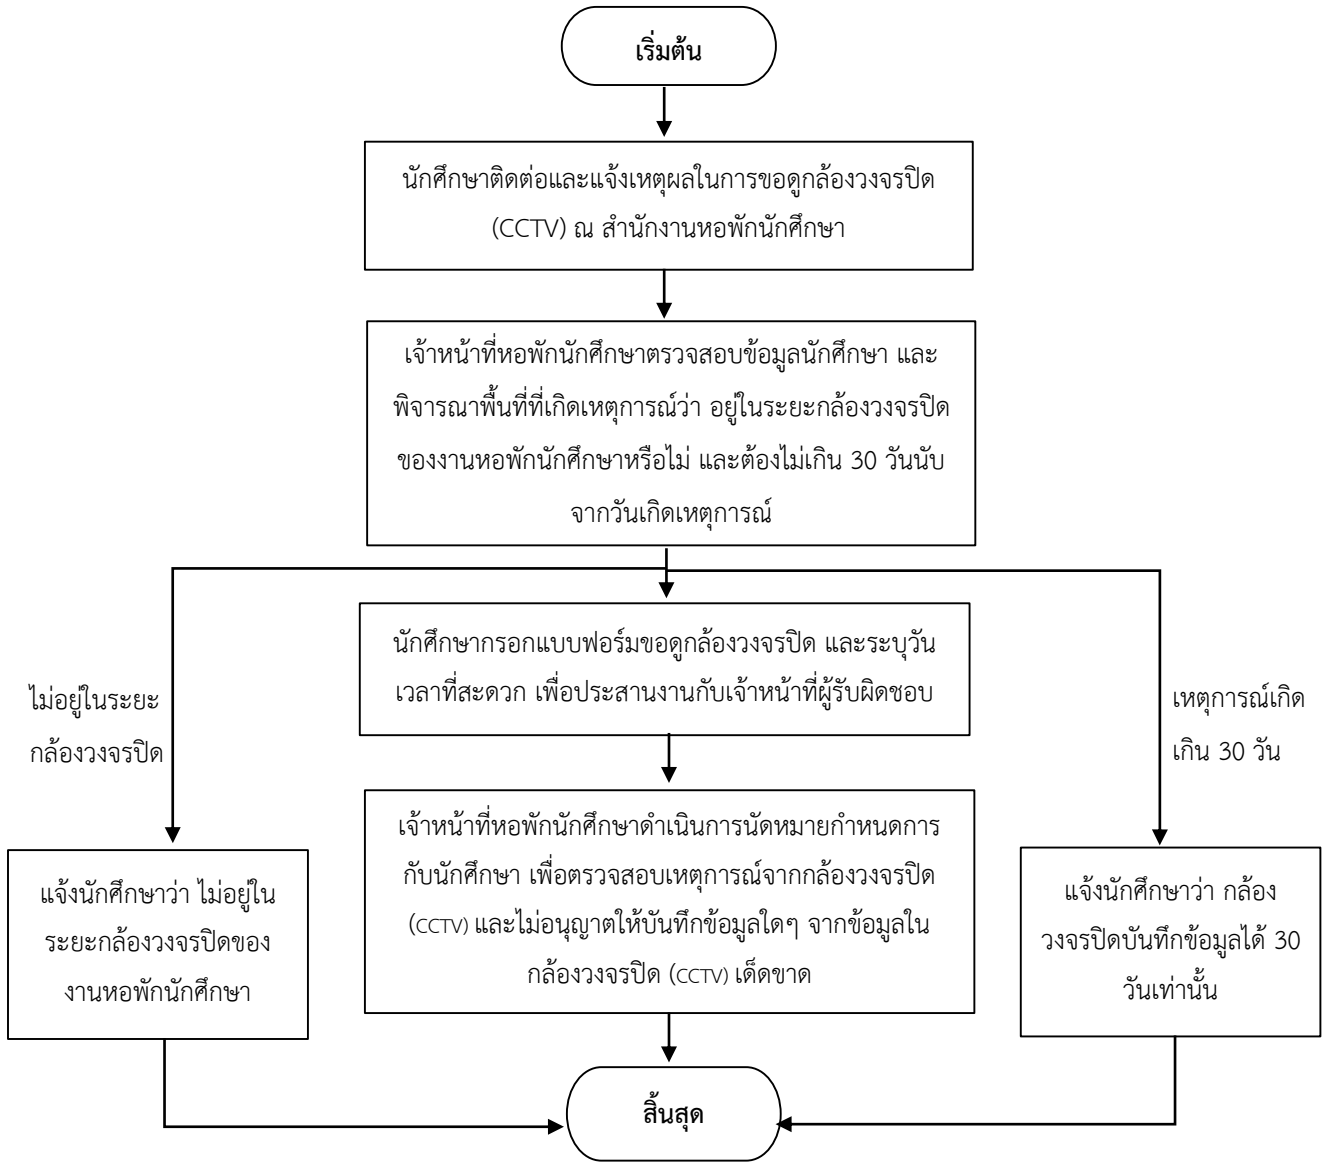 เริ่มต้น
นักศึกษาติดต่อและแจ้งเหตุผลในการขอดูกล้องวงจรปิด
(CCTV) ณ สำนักงานหอพักนักศึกษา
เจ้าหน้าที่หอพักนักศึกษาตรวจสอบข้อมูลนักศึกษา และ
พิจารณาพื้นที่ที่เกิดเหตุการณ์ว่า อยู่ในระยะกล้องวงจรปิด
ของงานหอพักนักศึกษาหรือไม่ และต้องไม่เกิน 30 วันนับ
จากวันเกิดเหตุการณ์
นักศึกษากรอกแบบฟอร์มขอดูกล้องวงจรปิด และระบุวัน
เวลาที่สะดวก เพื่อประสานงานกับเจ้าหน้าที่ผู้รับผิดชอบ
ไม่อยู่ในระยะ
กล้องวงจรปิด
เหตุการณ์เกิด
เกิน 30 วัน
เจ้าหน้าที่หอพักนักศึกษาดำเนินการนัดหมายกำหนดการ
กับนักศึกษา เพื่อตรวจสอบเหตุการณ์จากกล้องวงจรปิด
(CCTV) และไม่อนุญาตให้บันทึกข้อมูลใดๆ จากข้อมูลใน
กล้องวงจรปิด (CCTV) เด็ดขาด
แจ้งนักศึกษาว่า ไม่อยู่ใน
ระยะกล้องวงจรปิดของ
งานหอพักนักศึกษา
แจ้งนักศึกษาว่า กล้อง
วงจรปิดบันทึกข้อมูลได้ 30
วันเท่านั้น
สิ้นสุด